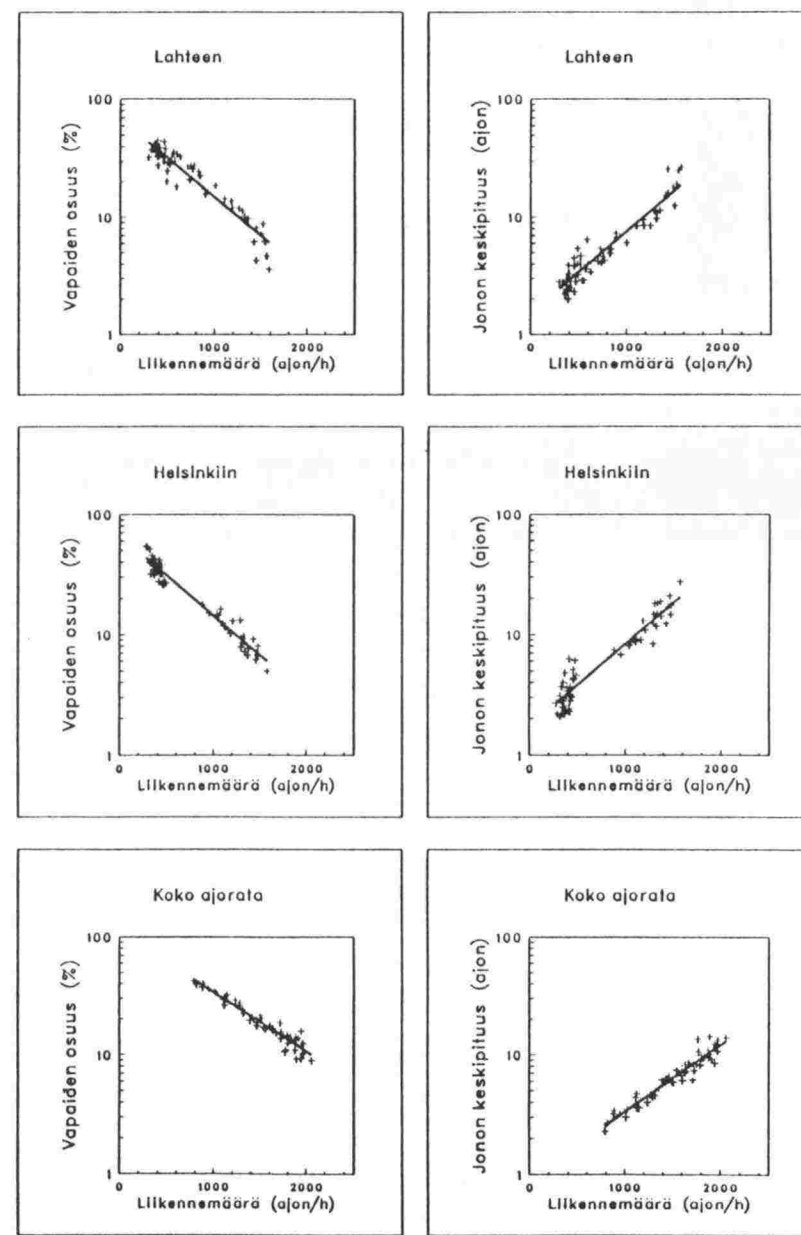 Lahteen
Vapaiden osuus (%)
100
10
1
0 1000 2000
Liikennemäärä (ajon/h)
Lahteen
Jonon keskipituus (ajon)
100
10
1
0 1000 2000
Liikennemäärä (ajon/h)
Helsinkiin
Vapaiden osuus (%)
100
10
1
0 1000 2000
Liikennemäärä (ajon/h)
Helsinkiin
Jonon keskipituus (ajon)
100
10
1
0 1000 2000
Liikennemäärä (ajon/h)
Koko ajorata
Vapaiden osuus (%)
100
10
1
0 1000 2000
Liikennemäärä (ajon/h)
Koko ajorata
Jonon keskipituus (ajon)
100
10
1
0 1000 2000
Liikennemäärä (ajon/h)